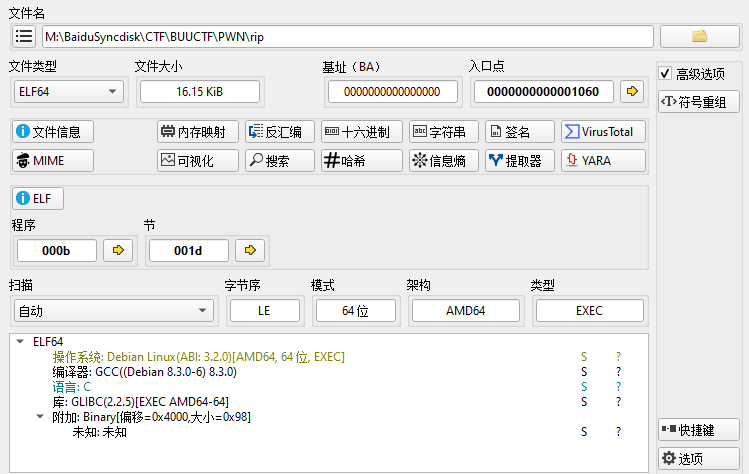 文件名
M:\BaiduSyncdisk\CTF\BUUCTF\PWN\rip
文件类型 文件大小 基址（BA） 入口点
ELF64 16.15 KiB 0000000000000000 0000000000001060
高级选项
<T>符号重组
文件信息 内存映射 反汇编 十六进制 字符串 签名 VirusTotal
MIME 可视化 搜索 哈希 信息熵 提取器 YARA
ELF
程序 节
000b 001d
扫描 字节序 模式 架构 类型
自动 LE 64 位 AMD64 EXEC
ELF64
操作系统: Debian Linux(ABI: 3.2.0)[AMD64, 64 位, EXEC] S ?
编译器: GCC((Debian 8.3.0-6) 8.3.0) S ?
语言: C S ?
库: GLIBC(2.2.5)[EXEC AMD64-64] S ?
附加: Binary[偏移=0x4000,大小=0x98]
未知: 未知 S ?
快捷键
选项